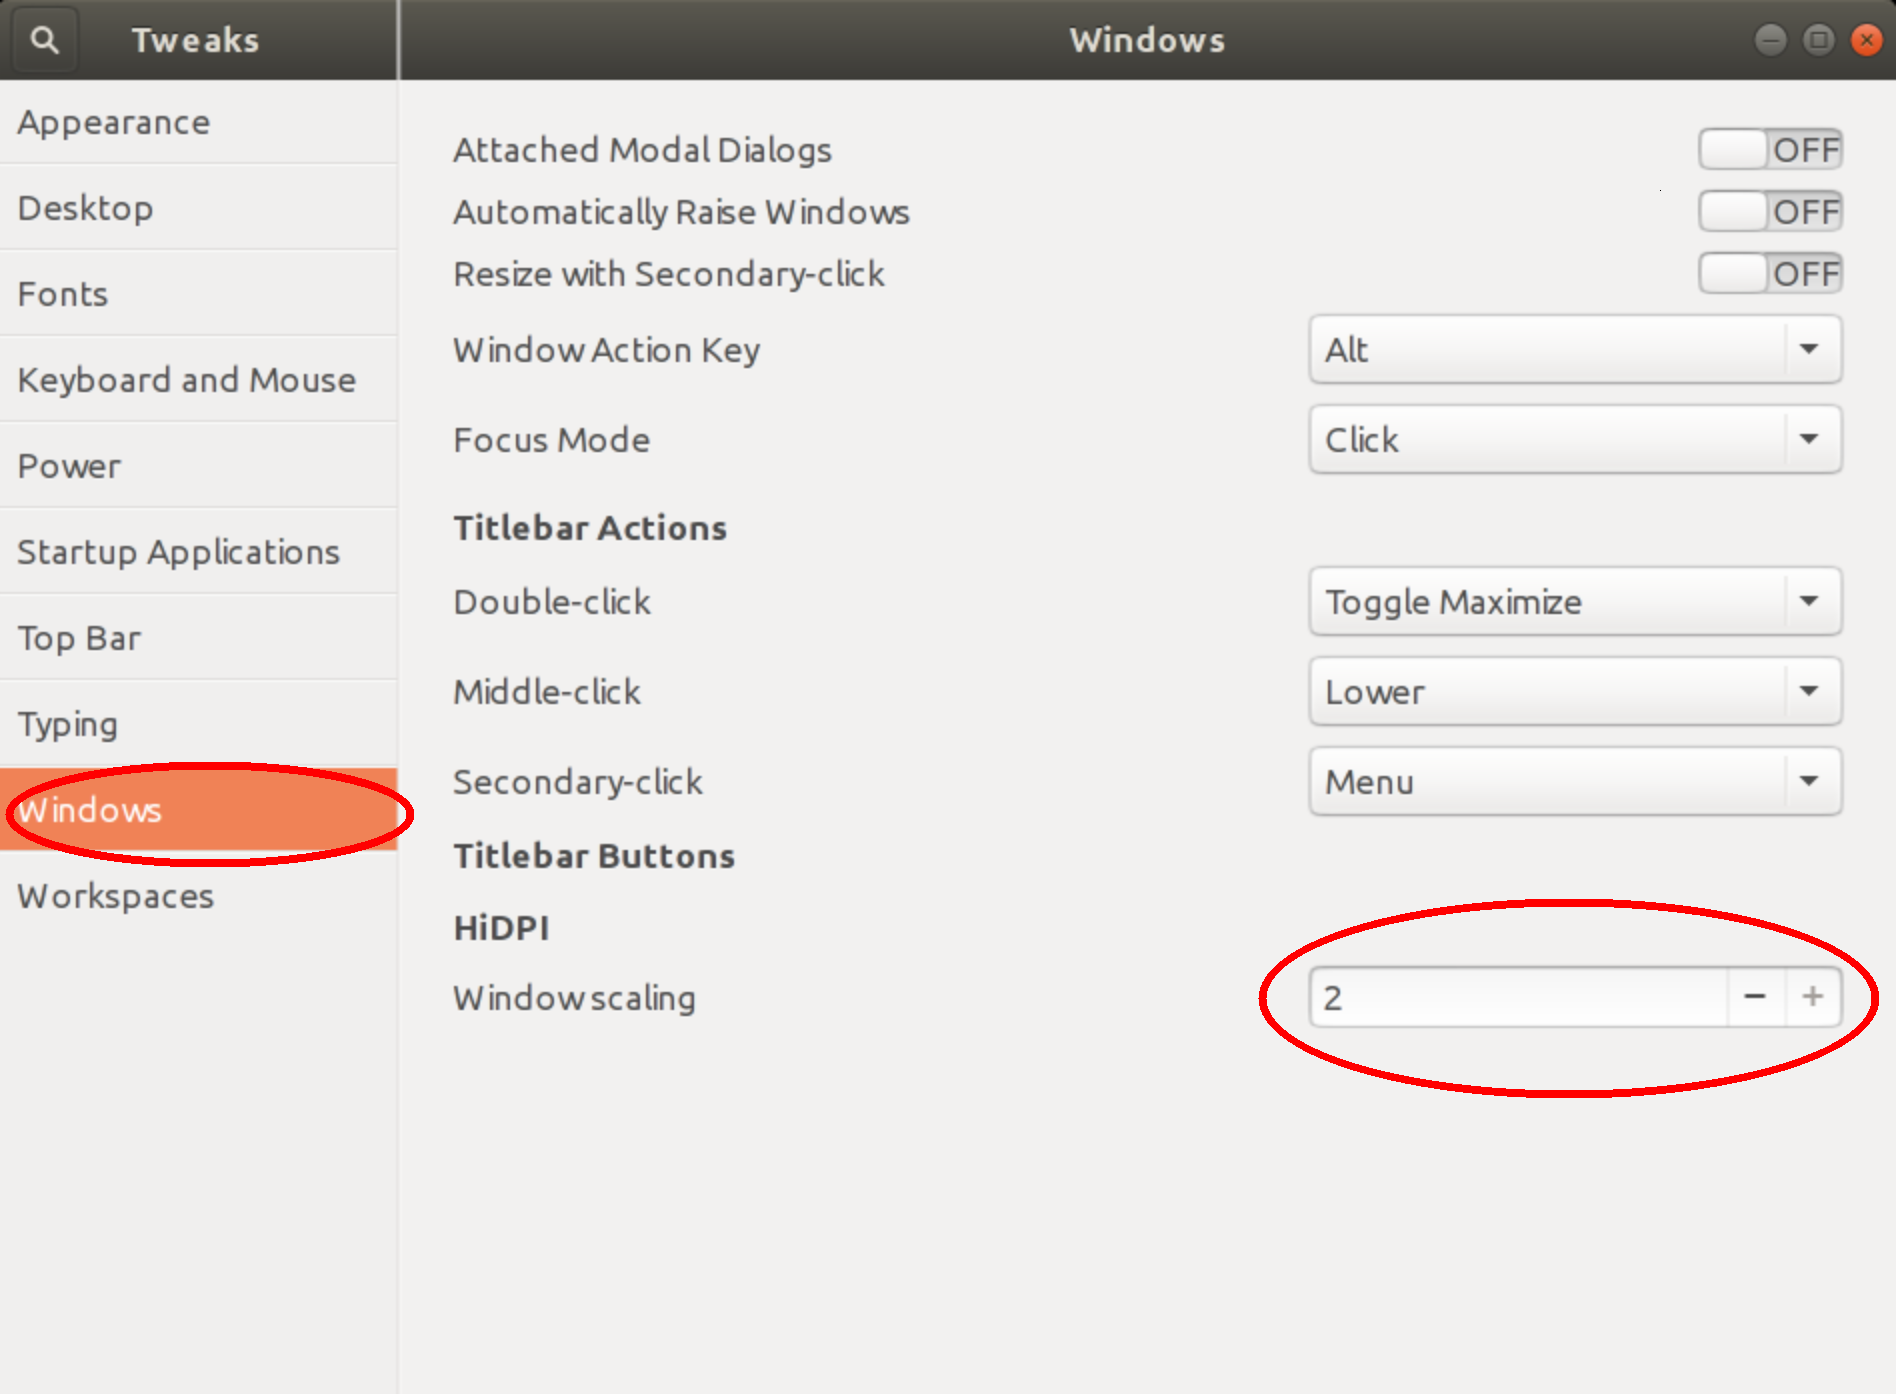 Tweaks
Windows
Appearance
Desktop
Fonts
Keyboard and Mouse
Power
Startup Applications
Top Bar
Typing
Windows
Workspaces
Attached Modal Dialogs OFF
Automatically Raise Windows OFF
Resize with Secondary-click OFF
Window Action Key Alt
Focus Mode Click
Titlebar Actions
Double-click Toggle Maximize
Middle-click Lower
Secondary-click Menu
Titlebar Buttons
HiDPI
Window scaling 2 − +